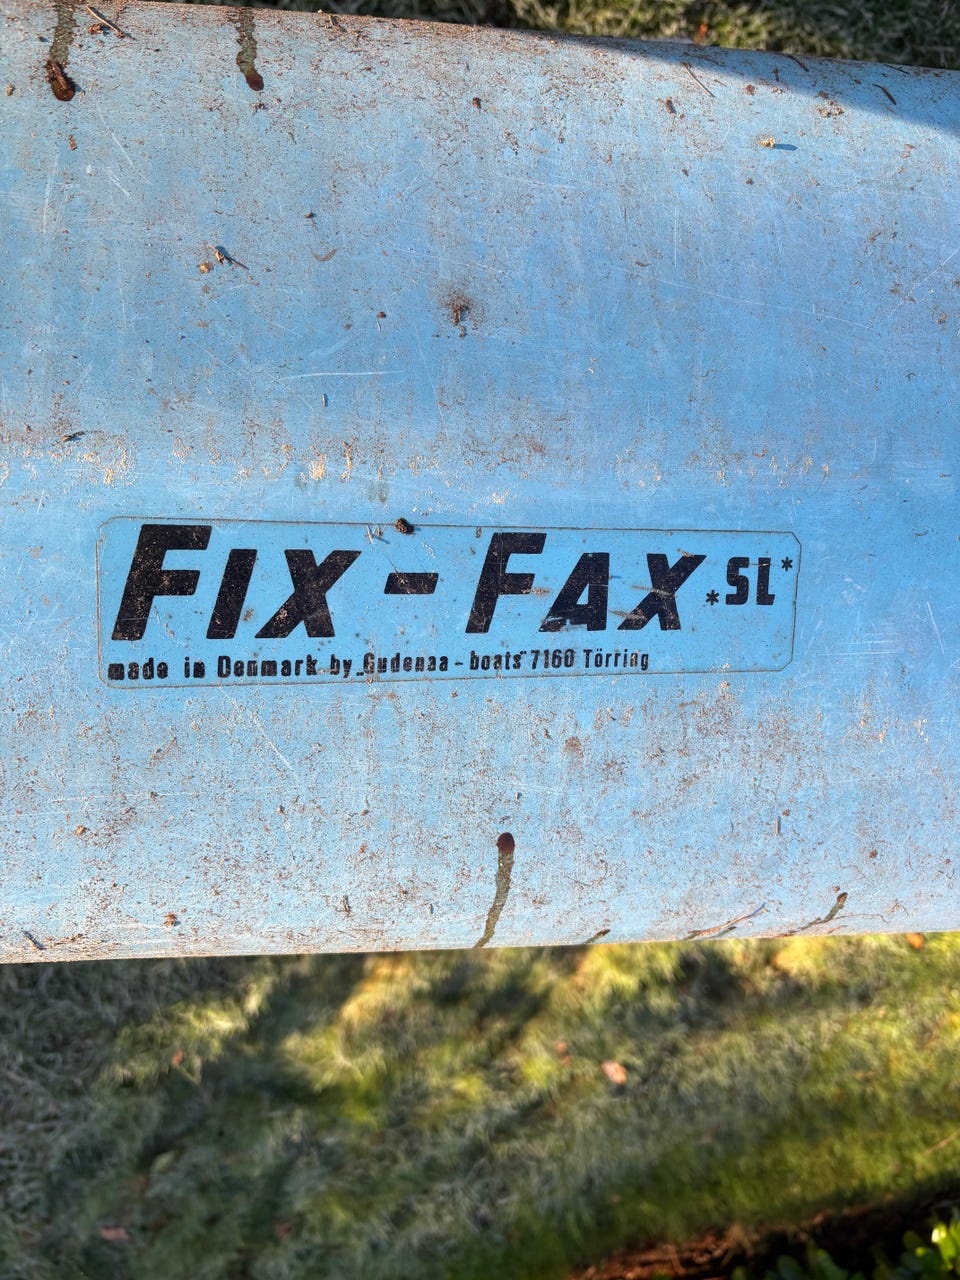 FIX-FAX *SL*
made in Denmark by „Gudenaa-boats” 7160 Törring